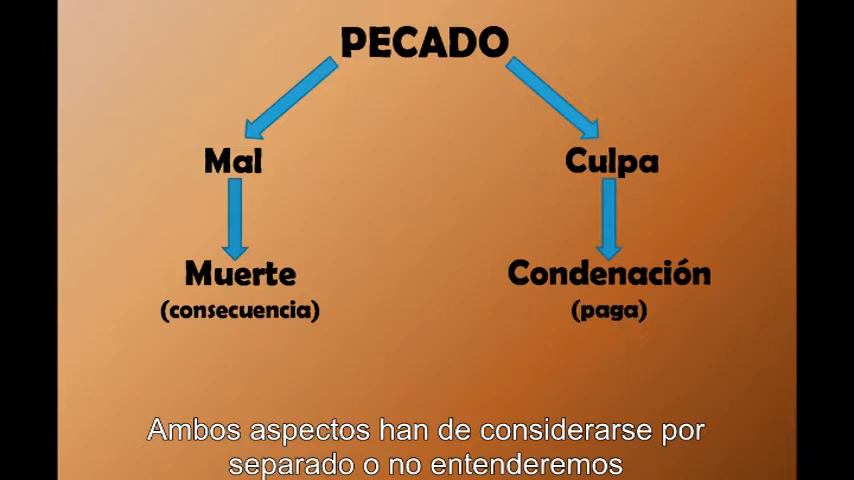 PECADO
Mal Culpa
Muerte Condenación
(consecuencia) (paga)
Ambos aspectos han de considerarse por
separado o no entenderemos